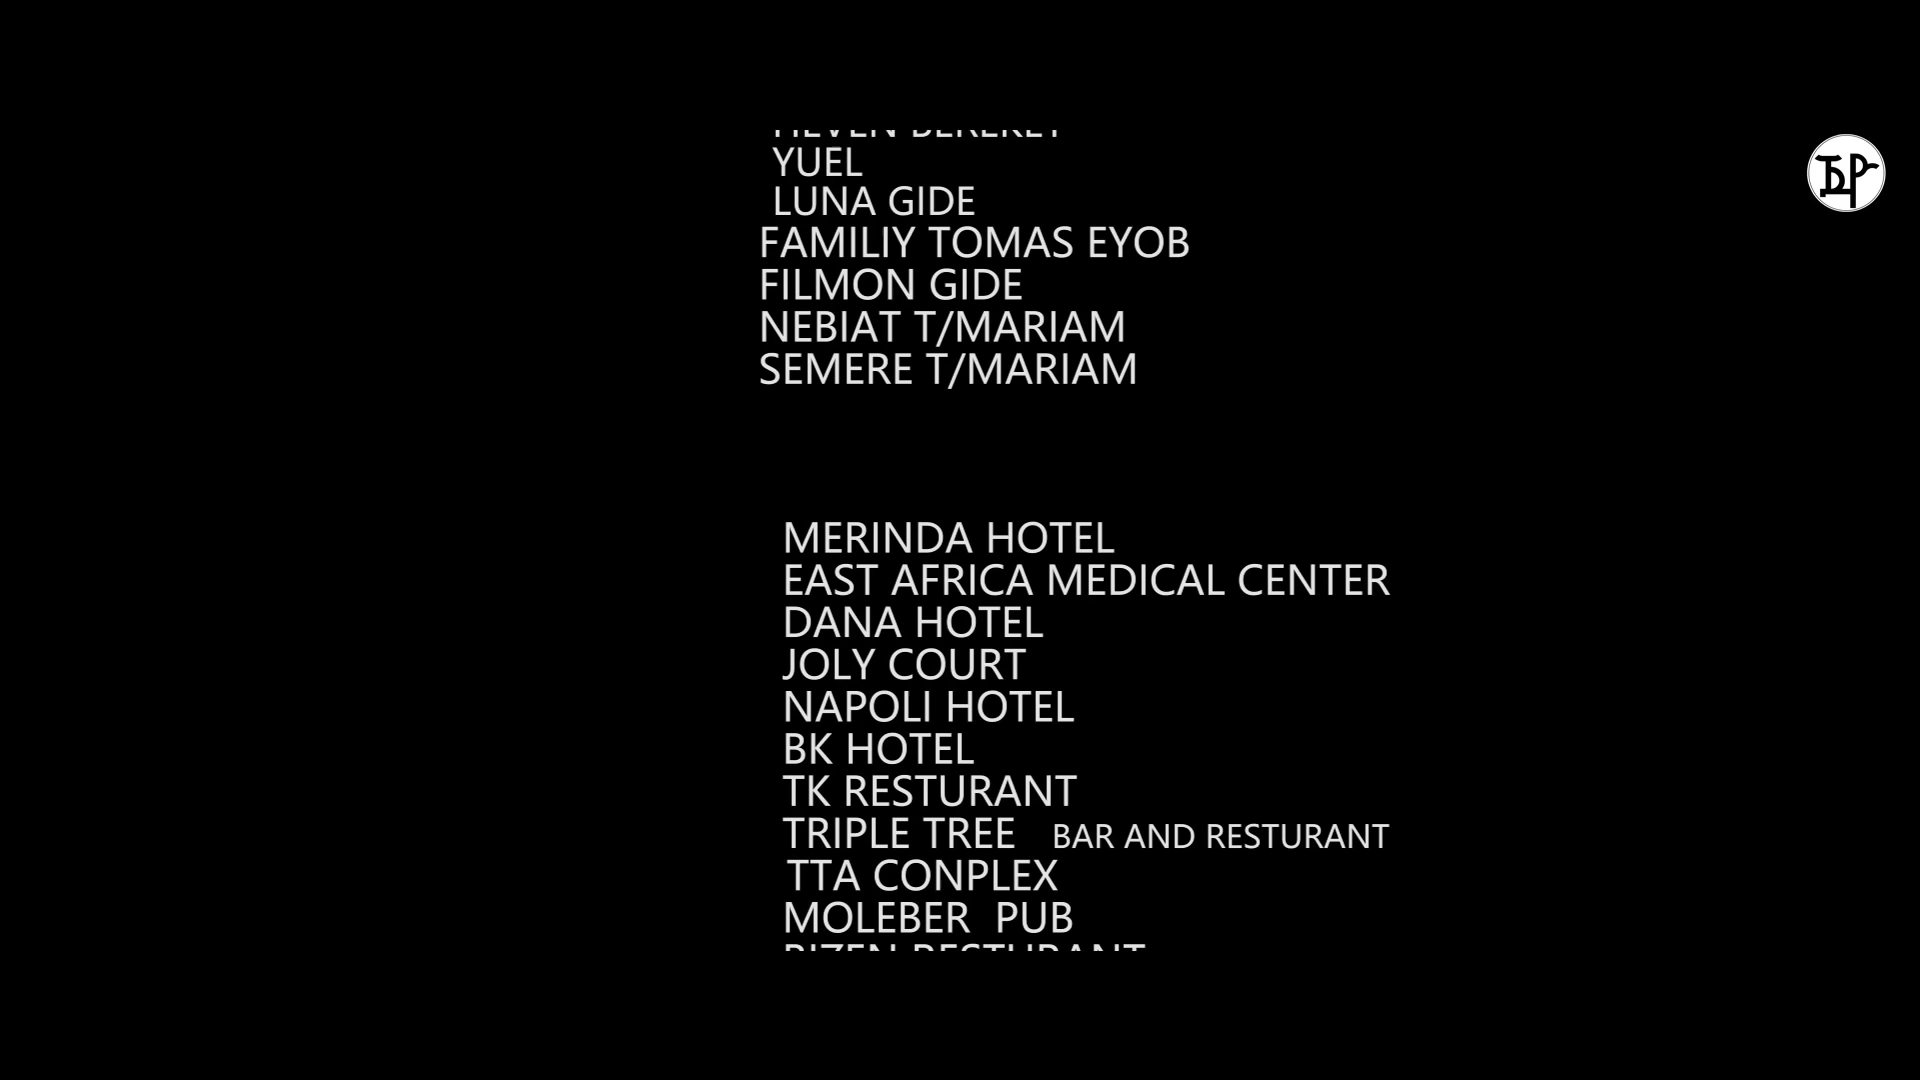 YUEL
LUNA GIDE
FAMILIY TOMAS EYOB
FILMON GIDE
NEBIAT T/MARIAM
SEMERE T/MARIAM
MERINDA HOTEL
EAST AFRICA MEDICAL CENTER
DANA HOTEL
JOLY COURT
NAPOLI HOTEL
BK HOTEL
TK RESTURANT
TRIPLE TREE BAR AND RESTURANT
TTA CONPLEX
MOLEBER PUB
RESTURANT